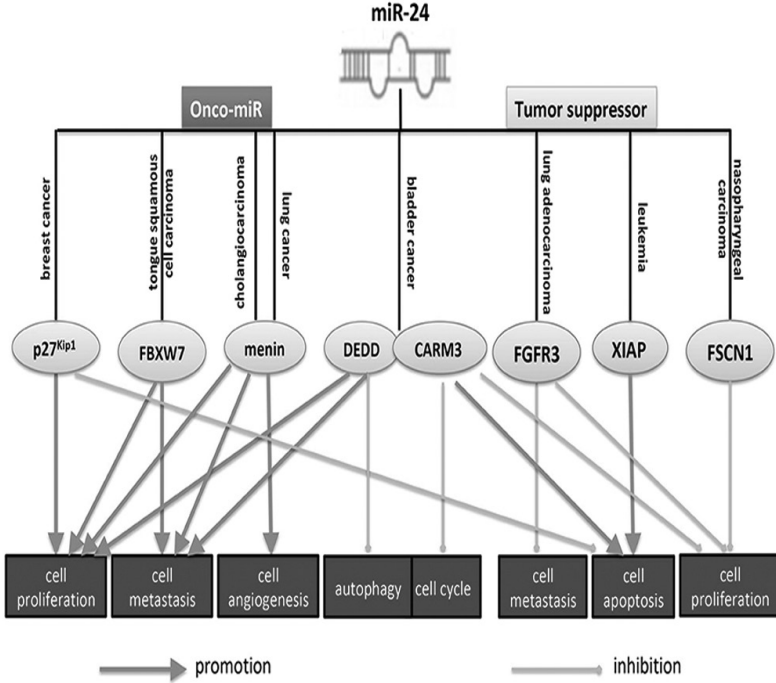 miR-24
Onco-miR
Tumor suppressor
breast cancer
tongue squamous
cell carcinoma
cholangiocarcinoma
lung cancer
bladder cancer
lung adenocarcinoma
leukemia
nasopharyngeal
carcinoma
p27Kip1
FBXW7
menin
DEDD
CARM3
FGFR3
XIAP
FSCN1
cell
proliferation
cell
metastasis
cell
angiogenesis
autophagy
cell cycle
cell
metastasis
cell
apoptosis
cell
proliferation
promotion
inhibition